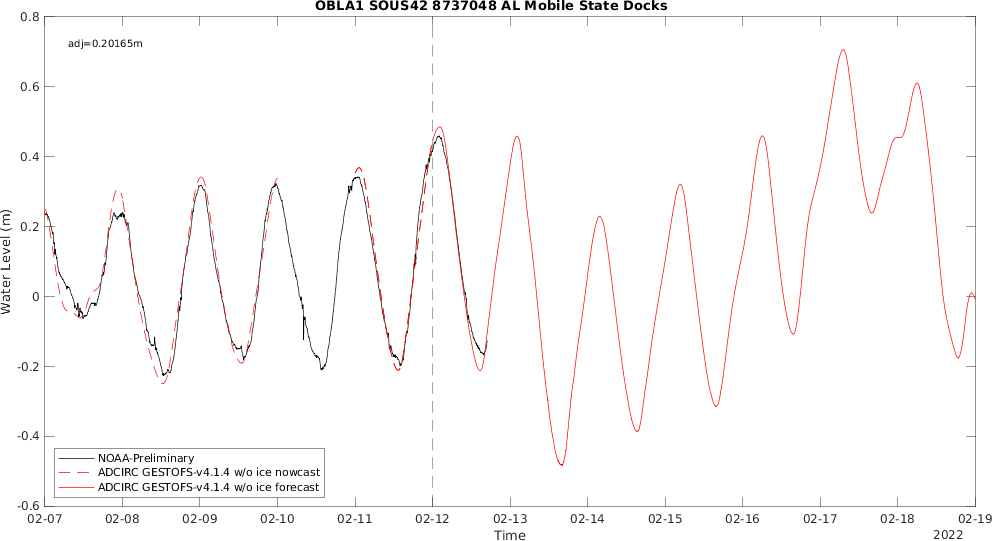 OBLA1 SOUS42 8737048 AL Mobile State Docks
adj=0.20165m
0.8
0.6
0.4
0.2
0
-0.2
-0.4
-0.6
Water Level (m)
NOAA-Preliminary
ADCIRC GESTOFS-v4.1.4 w/o ice nowcast
ADCIRC GESTOFS-v4.1.4 w/o ice forecast
02-07 02-08 02-09 02-10 02-11 02-12 02-13 02-14 02-15 02-16 02-17 02-18 02-19
Time
2022